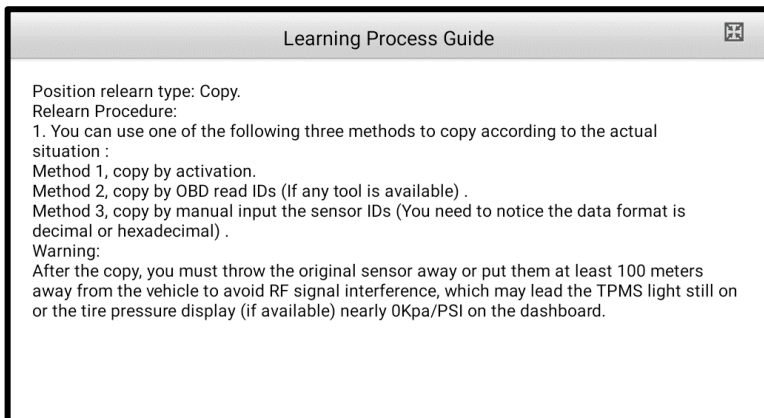 Learning Process Guide
Position relearn type: Copy.
Relearn Procedure:
1. You can use one of the following three methods to copy according to the actual
situation :
Method 1, copy by activation.
Method 2, copy by OBD read IDs (If any tool is available) .
Method 3, copy by manual input the sensor IDs (You need to notice the data format is
decimal or hexadecimal) .
Warning:
After the copy, you must throw the original sensor away or put them at least 100 meters
away from the vehicle to avoid RF signal interference, which may lead the TPMS light still on
or the tire pressure display (if available) nearly 0Kpa/PSI on the dashboard.